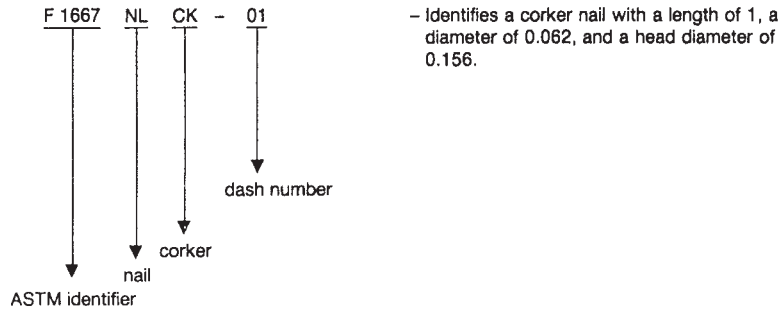 F 1667 NL CK – 01
– Identifies a corker nail with a length of 1, a
diameter of 0.062, and a head diameter of
0.156.
dash number
corker
nail
ASTM identifier